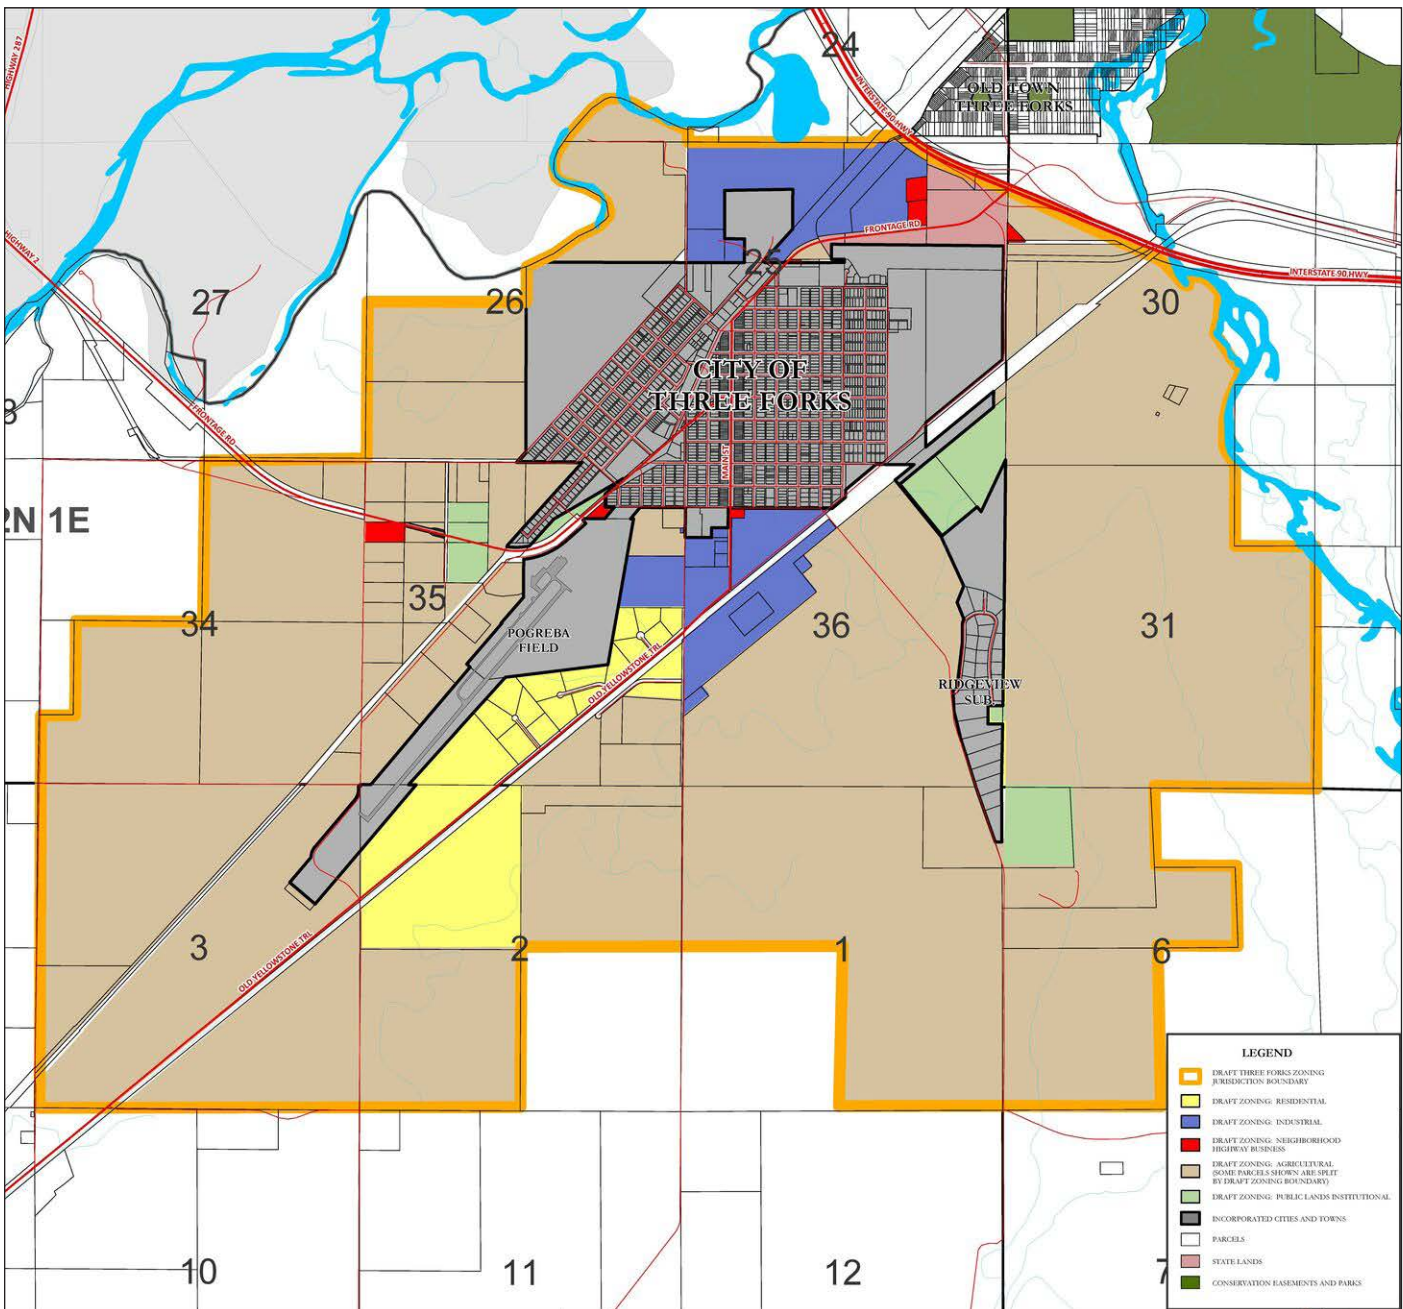 HIGHWAY 287
24
INTERSTATE 90 HWY
OLD TOWN
THREE FORKS
HIGHWAY 2
FRONTAGE RD
25
INTERSTATE 90 HWY
27
26
30
CITY OF
THREE FORKS
FRONTAGE RD
MAIN ST
2N 1E
35
34
36
31
POGREBA
FIELD
OLD YELLOWSTONE TRL
RIDGEVIEW
SUB.
3
2
1
6
OLD YELLOWSTONE TRL
LEGEND
DRAFT THREE FORKS ZONING
JURISDICTION BOUNDARY
DRAFT ZONING: RESIDENTIAL
DRAFT ZONING: INDUSTRIAL
DRAFT ZONING: NEIGHBORHOOD
HIGHWAY BUSINESS
DRAFT ZONING: AGRICULTURAL
(SOME PARCELS SHOWN ARE SPLIT
BY DRAFT ZONING BOUNDARY)
DRAFT ZONING: PUBLIC LANDS INSTITUTIONAL
INCORPORATED CITIES AND TOWNS
PARCELS
STATE LANDS
CONSERVATION EASEMENTS AND PARKS
10
11
12
7